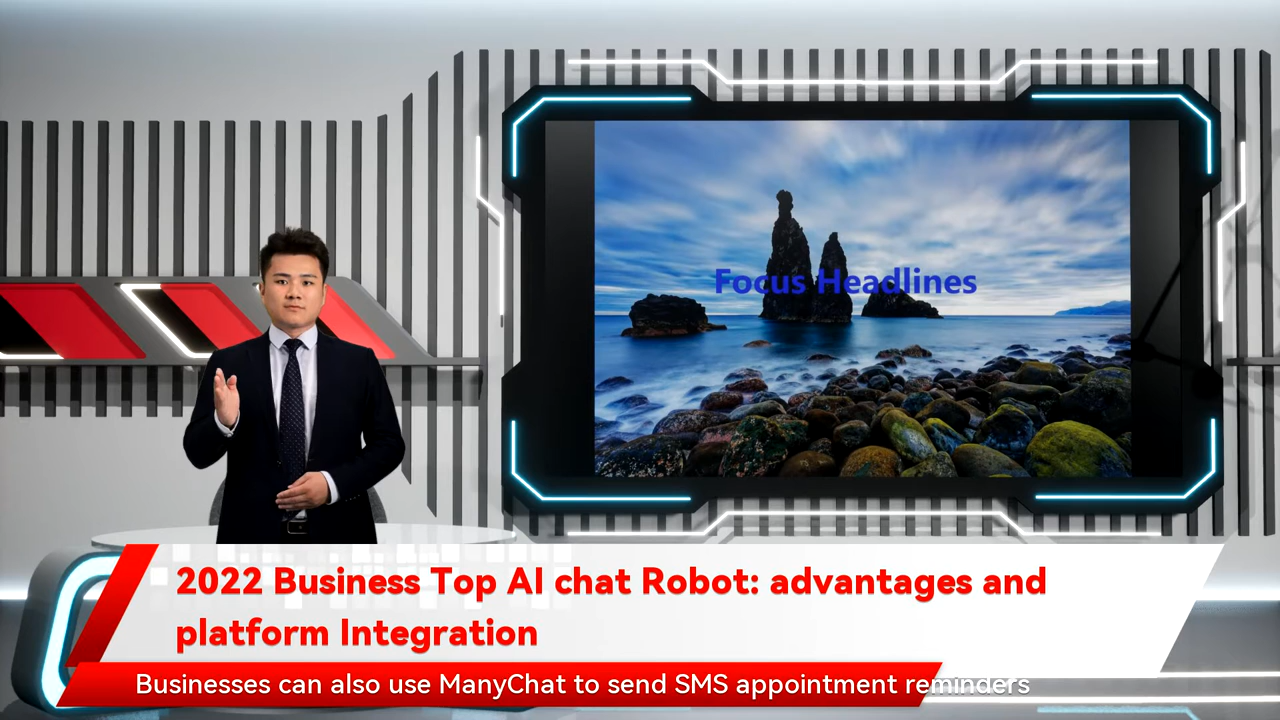 Focus Headlines
2022 Business Top AI chat Robot: advantages and
platform Integration
Businesses can also use ManyChat to send SMS appointment reminders